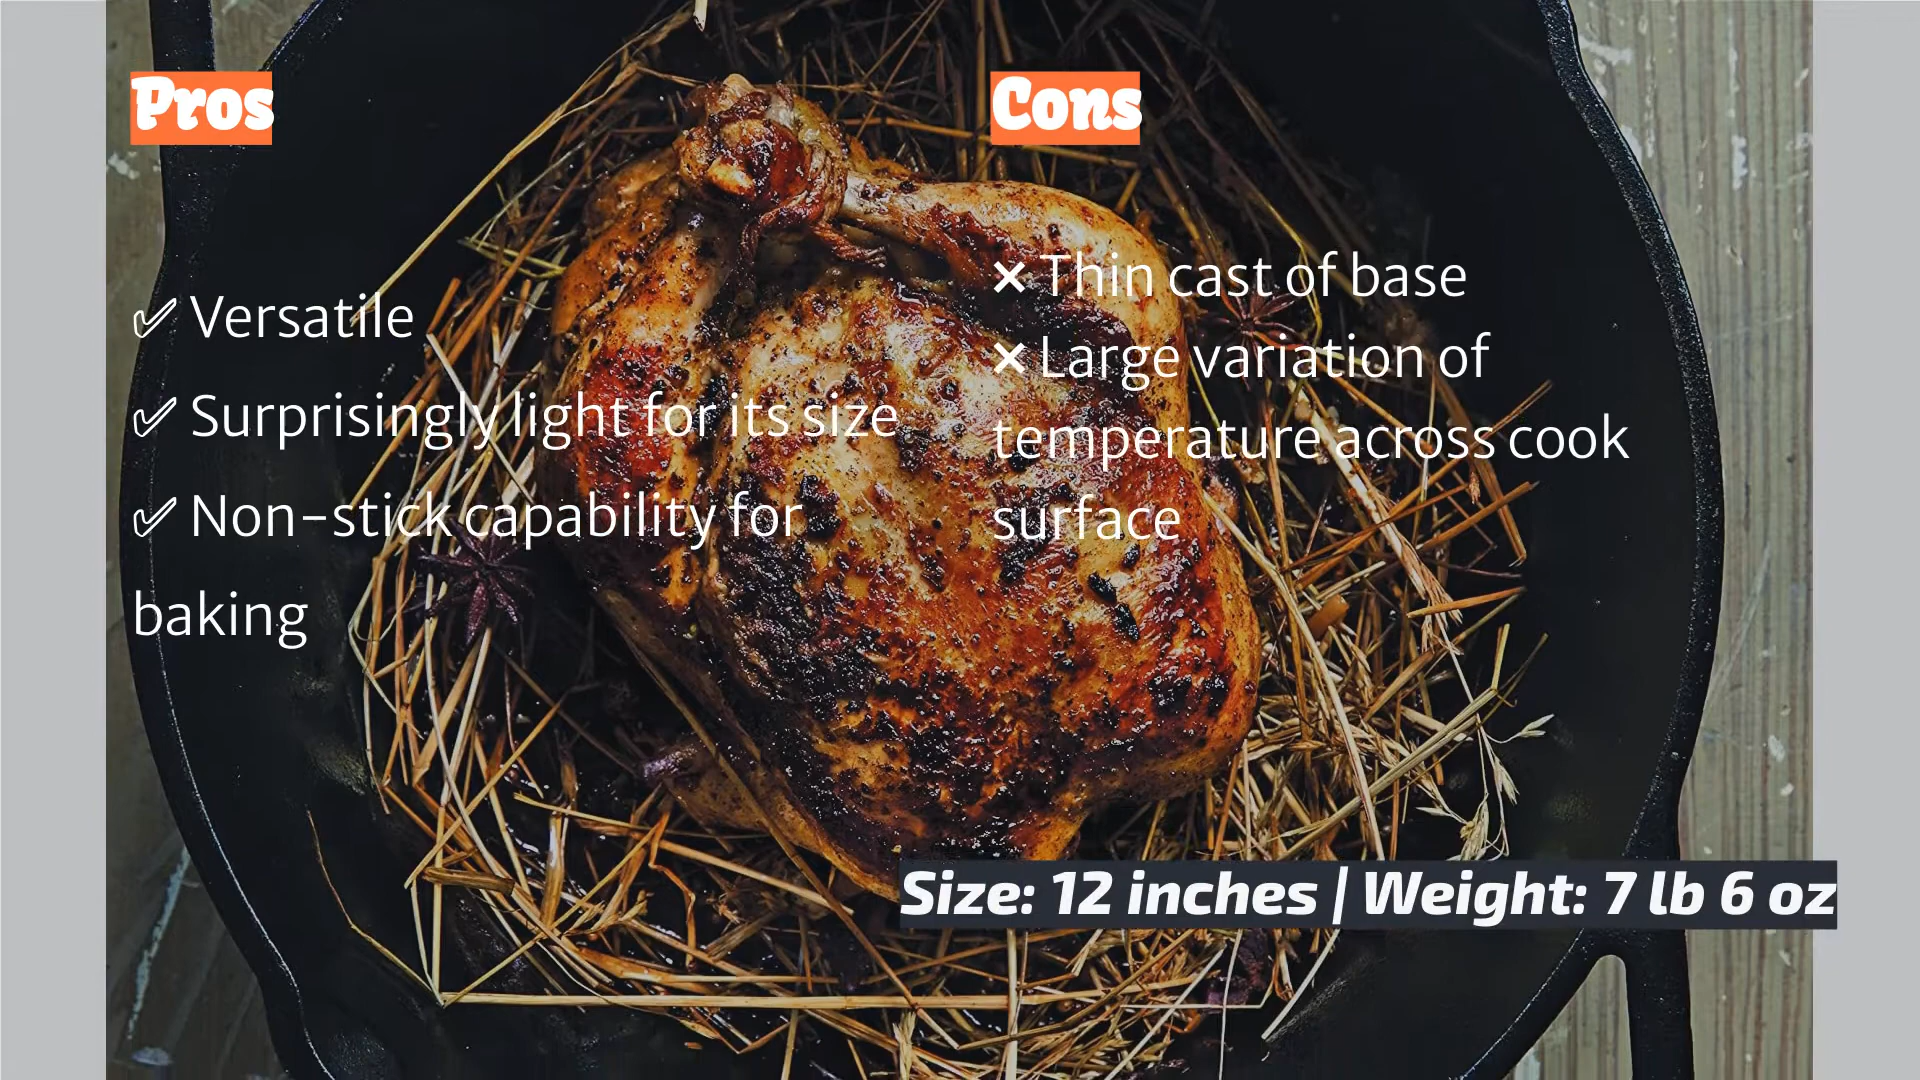 Pros
✔ Versatile
✔ Surprisingly light for its size
✔ Non-stick capability for
baking
Cons
✕ Thin cast of base
✕ Large variation of
temperature across cook
surface
Size: 12 inches | Weight: 7 lb 6 oz